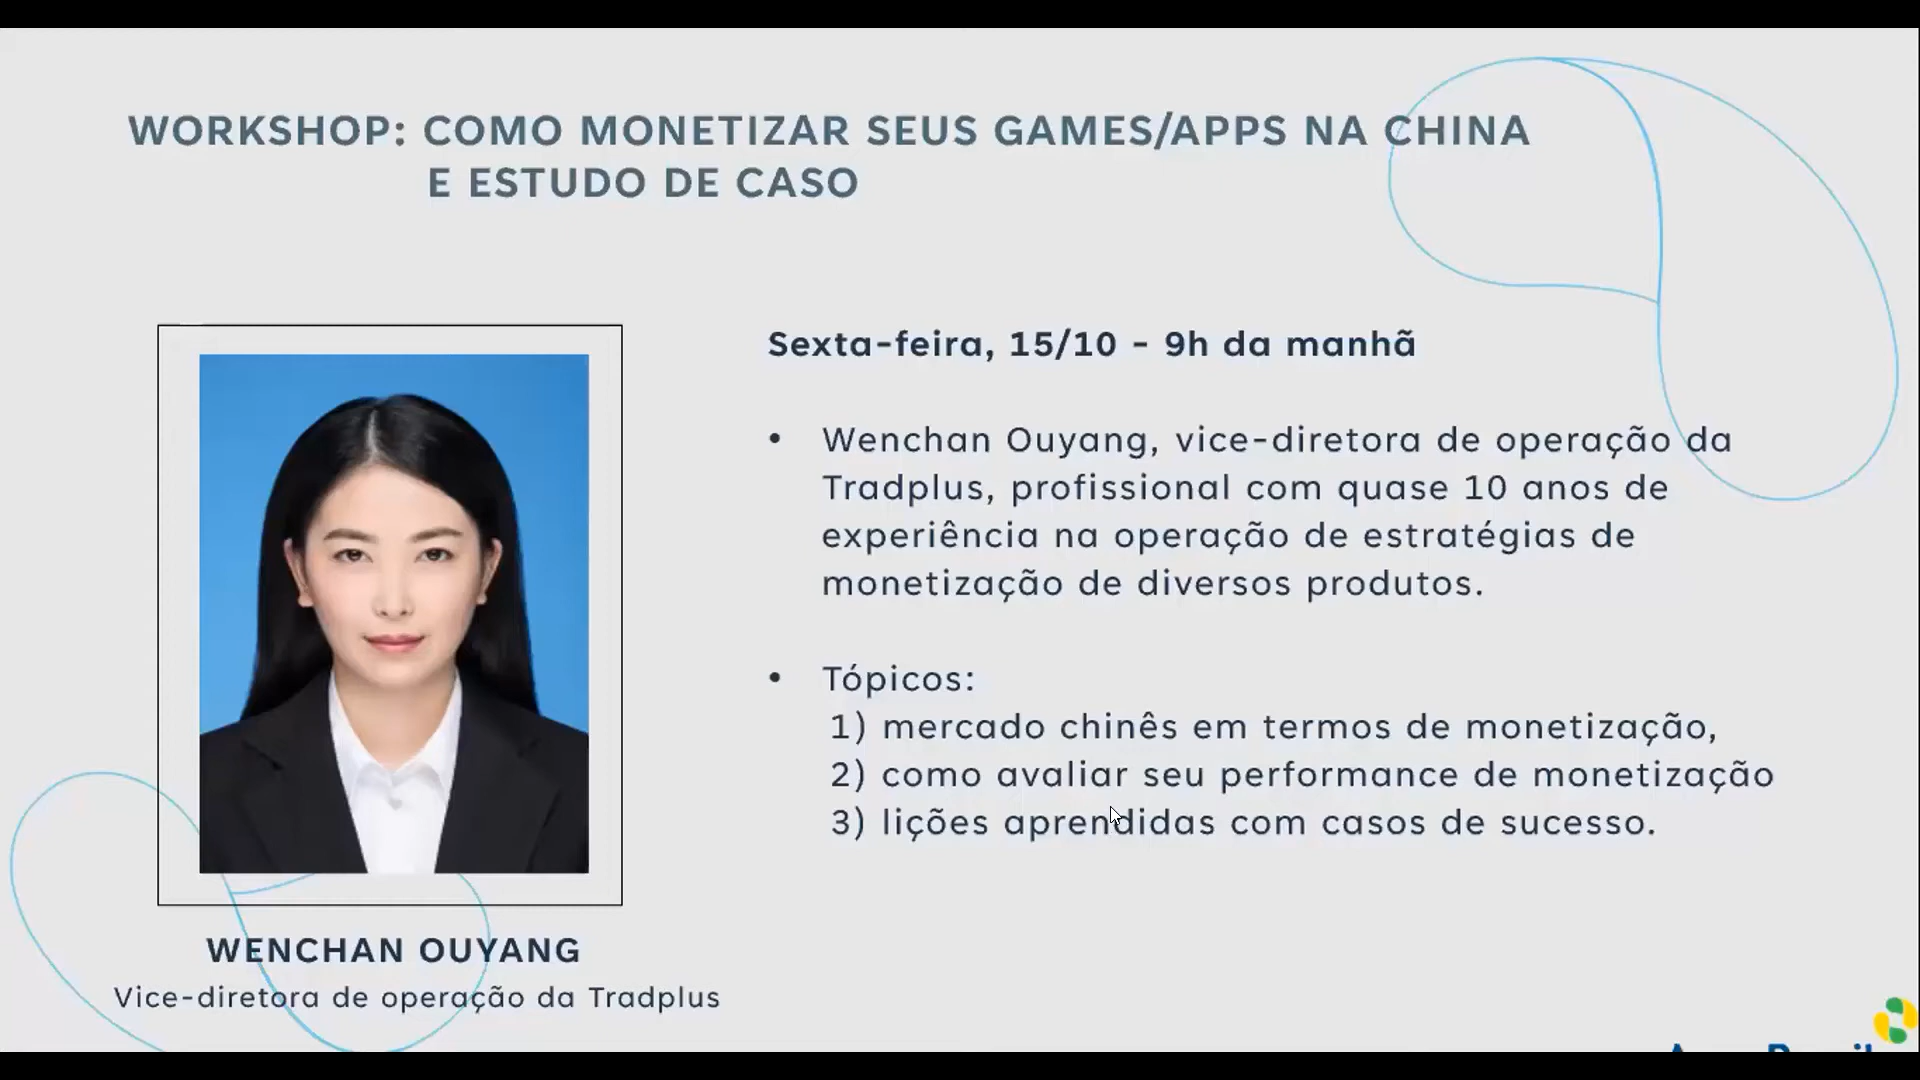 WORKSHOP: COMO MONETIZAR SEUS GAMES/APPS NA CHINA
E ESTUDO DE CASO
Sexta-feira, 15/10 - 9h da manhã
• Wenchan Ouyang, vice-diretora de operação da
Tradplus, profissional com quase 10 anos de
experiência na operação de estratégias de
monetização de diversos produtos.
• Tópicos:
1) mercado chinês em termos de monetização,
2) como avaliar seu performance de monetização
3) lições aprendidas com casos de sucesso.
WENCHAN OUYANG
Vice-diretora de operação da Tradplus